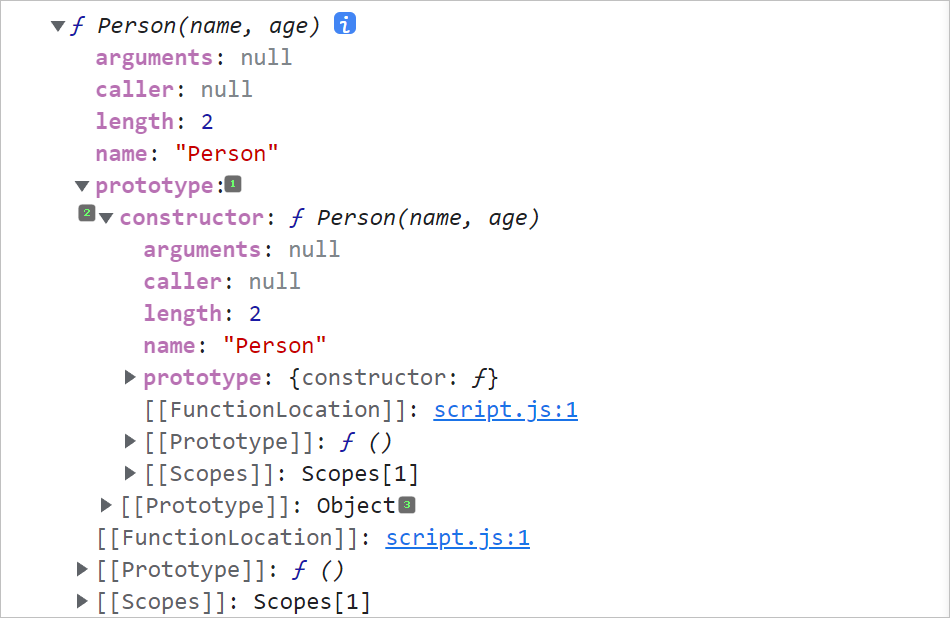 ▼ƒ Person(name, age) i
arguments: null
caller: null
length: 2
name: "Person"
▼prototype:1
2▼constructor: ƒ Person(name, age)
arguments: null
caller: null
length: 2
name: "Person"
▶prototype: {constructor: ƒ}
[[FunctionLocation]]: script.js:1
▶[[Prototype]]: ƒ ()
▶[[Scopes]]: Scopes[1]
▶[[Prototype]]: Object3
[[FunctionLocation]]: script.js:1
▶[[Prototype]]: ƒ ()
▶[[Scopes]]: Scopes[1]